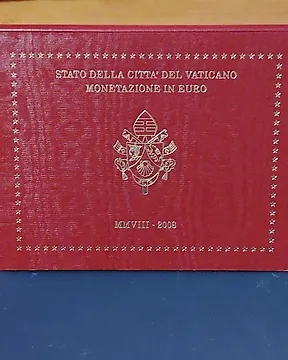 STATO DELLA CITTA' DEL VATICANO
MONETAZIONE IN EURO
MMVIII - 2008